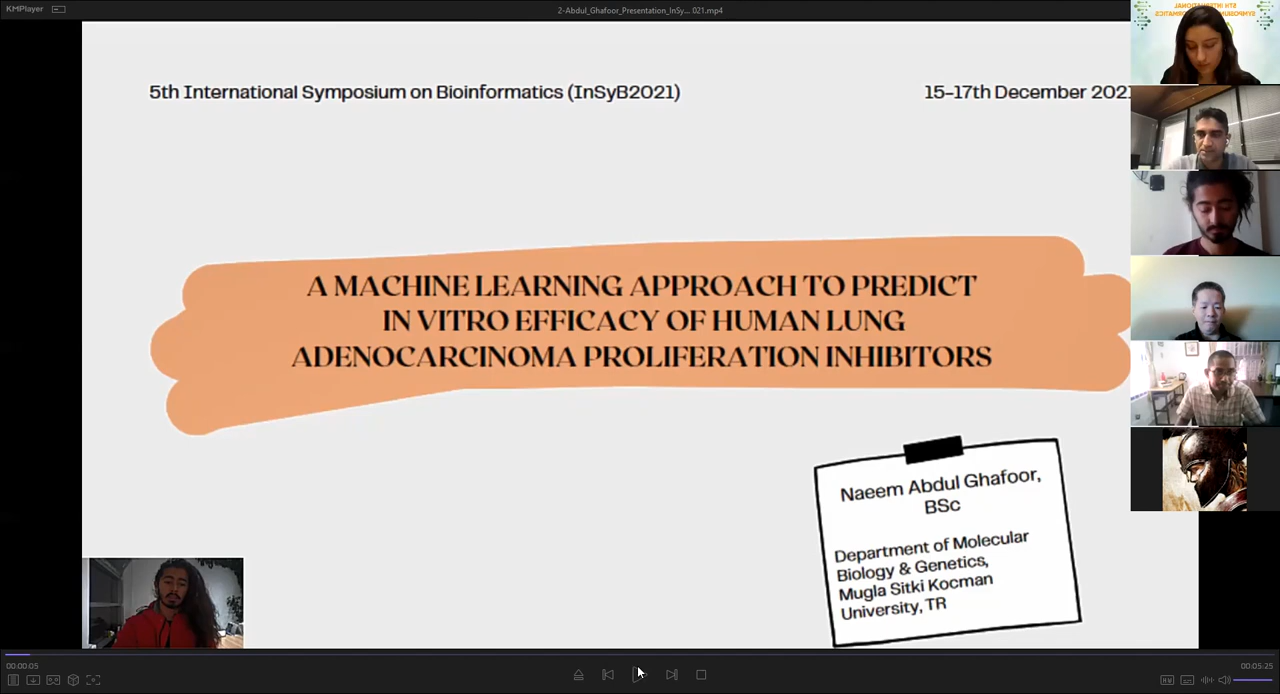 KMPlayer
2-Abdul_Ghafoor_Presentation_InSy... 021.mp4
5th International Symposium on Bioinformatics (InSyB2021)
15-17th December 202
A MACHINE LEARNING APPROACH TO PREDICT
IN VITRO EFFICACY OF HUMAN LUNG
ADENOCARCINOMA PROLIFERATION INHIBITORS
Naeem Abdul Ghafoor,
BSc
Department of Molecular
Biology & Genetics,
Mugla Sitki Kocman
University, TR
00:00:05
00:05:25